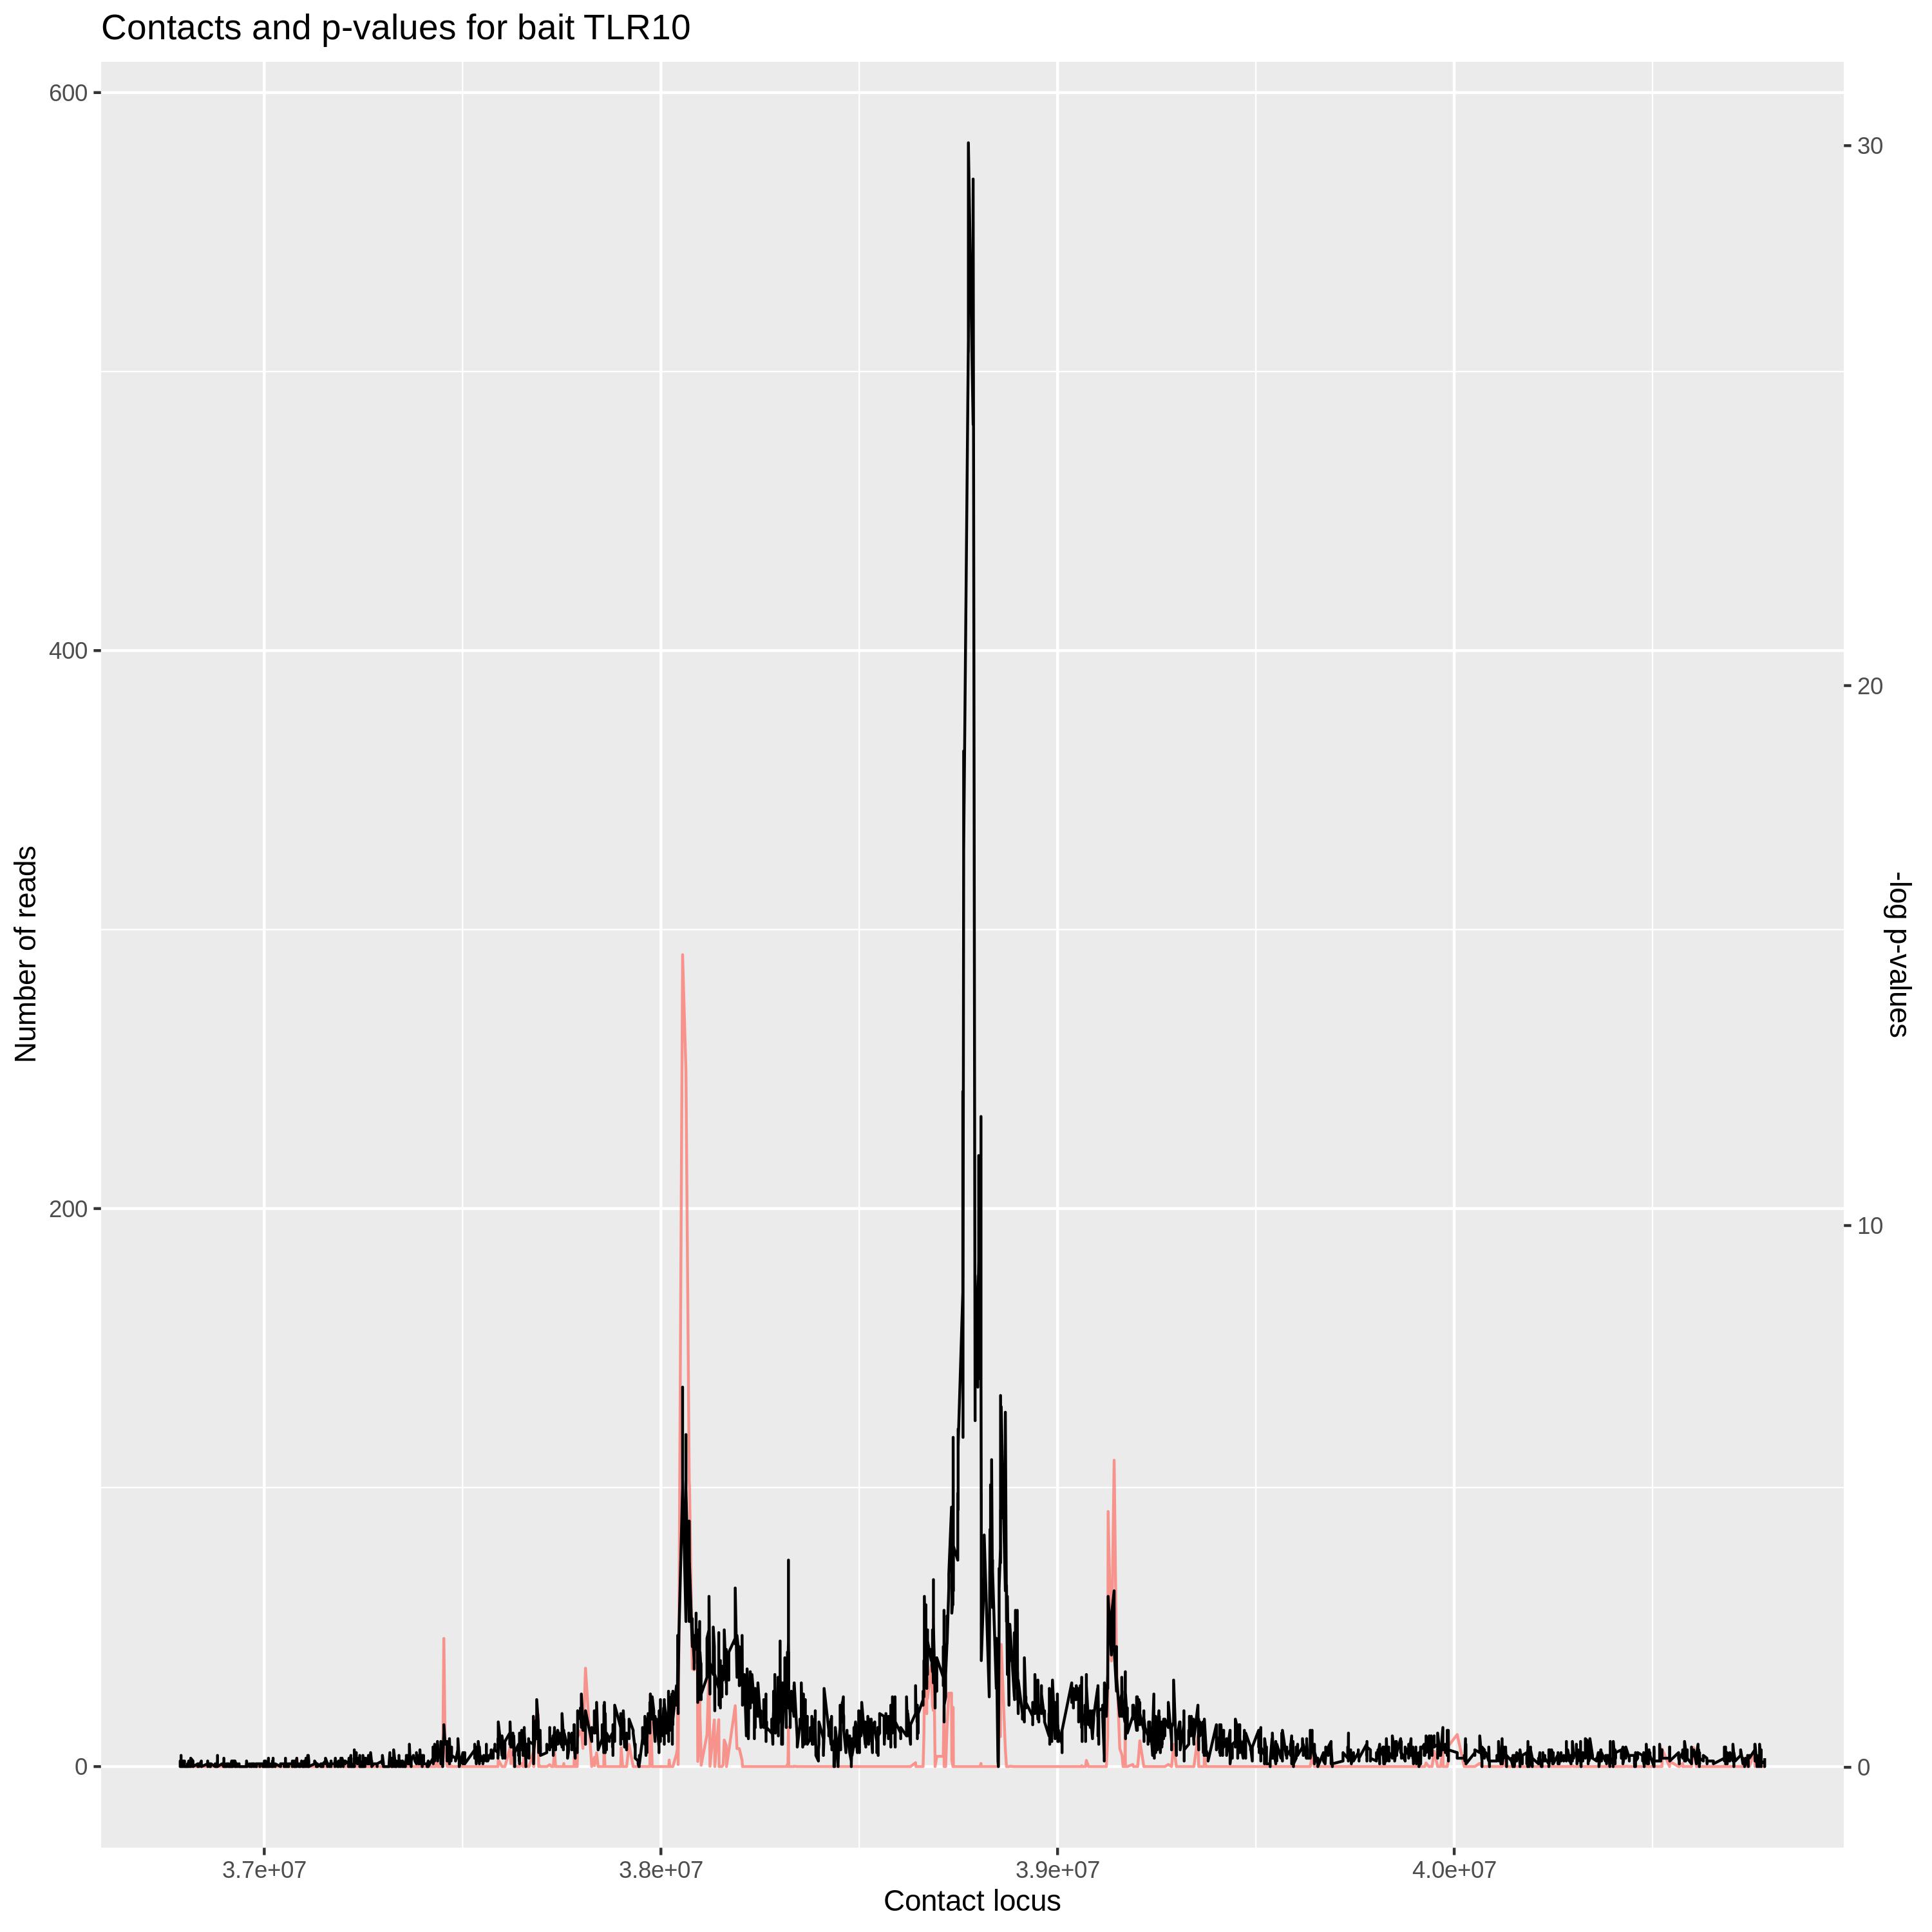 Contacts and p-values for bait TLR10
600
400
200
0
30
20
10
0
Number of reads
-log p-values
3.7e+07 3.8e+07 3.9e+07 4.0e+07
Contact locus